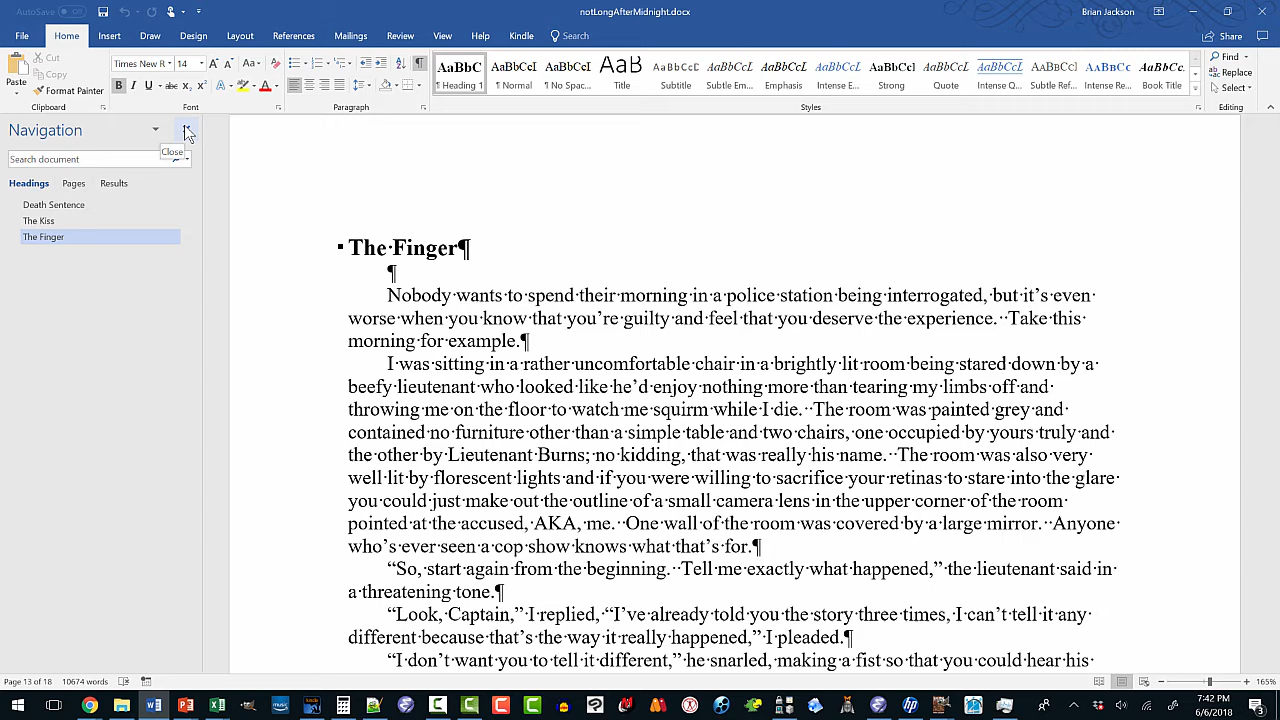 AutoSave Off
notLongAfterMidnight.docx
Brian Jackson
File Home Insert Draw Design Layout References Mailings Review View Help Kindle Search Share
Paste
Cut
Copy
Format Painter
Clipboard
Times New R 14
B I U abc x₂ x²
Font
Paragraph
AaBbC AaBbCcI AaBbCcI AaB AaBbCcD AaBbCcL AaBbCcL AaBbCcL AaBbCcl AaBbCcL AaBbCcL AaBbCcD AaBbCc AaBbCc
¶ Heading 1 ¶ Normal ¶ No Spac... Title Subtitle Subtle Em... Emphasis Intense E... Strong Quote Intense Q... Subtle Ref... Intense Re... Book Title
Styles
Find
Replace
Select
Editing
Navigation
Close
Search document
Headings Pages Results
Death Sentence
The Kiss
The Finger
The·Finger¶
¶
Nobody·wants·to·spend·their·morning·in·a·police·station·being·interrogated,·but·it’s·even·
worse·when·you·know·that·you’re·guilty·and·feel·that·you·deserve·the·experience.··Take·this·
morning·for·example.¶
I·was·sitting·in·a·rather·uncomfortable·chair·in·a·brightly·lit·room·being·stared·down·by·a·
beefy·lieutenant·who·looked·like·he’d·enjoy·nothing·more·than·tearing·my·limbs·off·and·
throwing·me·on·the·floor·to·watch·me·squirm·while·I·die.··The·room·was·painted·grey·and·
contained·no·furniture·other·than·a·simple·table·and·two·chairs,·one·occupied·by·yours·truly·and·
the·other·by·Lieutenant·Burns;·no·kidding,·that·was·really·his·name.··The·room·was·also·very·
well·lit·by·florescent·lights·and·if·you·were·willing·to·sacrifice·your·retinas·to·stare·into·the·glare·
you·could·just·make·out·the·outline·of·a·small·camera·lens·in·the·upper·corner·of·the·room·
pointed·at·the·accused,·AKA,·me.··One·wall·of·the·room·was·covered·by·a·large·mirror.··Anyone·
who’s·ever·seen·a·cop·show·knows·what·that’s·for.¶
“So,·start·again·from·the·beginning.··Tell·me·exactly·what·happened,”·the·lieutenant·said·in·
a·threatening·tone.¶
“Look,·Captain,”·I·replied,·“I’ve·already·told·you·the·story·three·times,·I·can’t·tell·it·any·
different·because·that’s·the·way·it·really·happened,”·I·pleaded.¶
“I·don’t·want·you·to·tell·it·different,”·he·snarled,·making·a·fist·so·that·you·could·hear·his·
Page 13 of 18 10674 words
165%
7:42 PM
6/6/2018